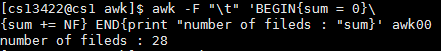 [cs13422@cs1 awk]$ awk -F "\t" 'BEGIN{sum = 0}\
{sum += NF} END{print "number of fileds : "sum}' awk00
number of fileds : 28